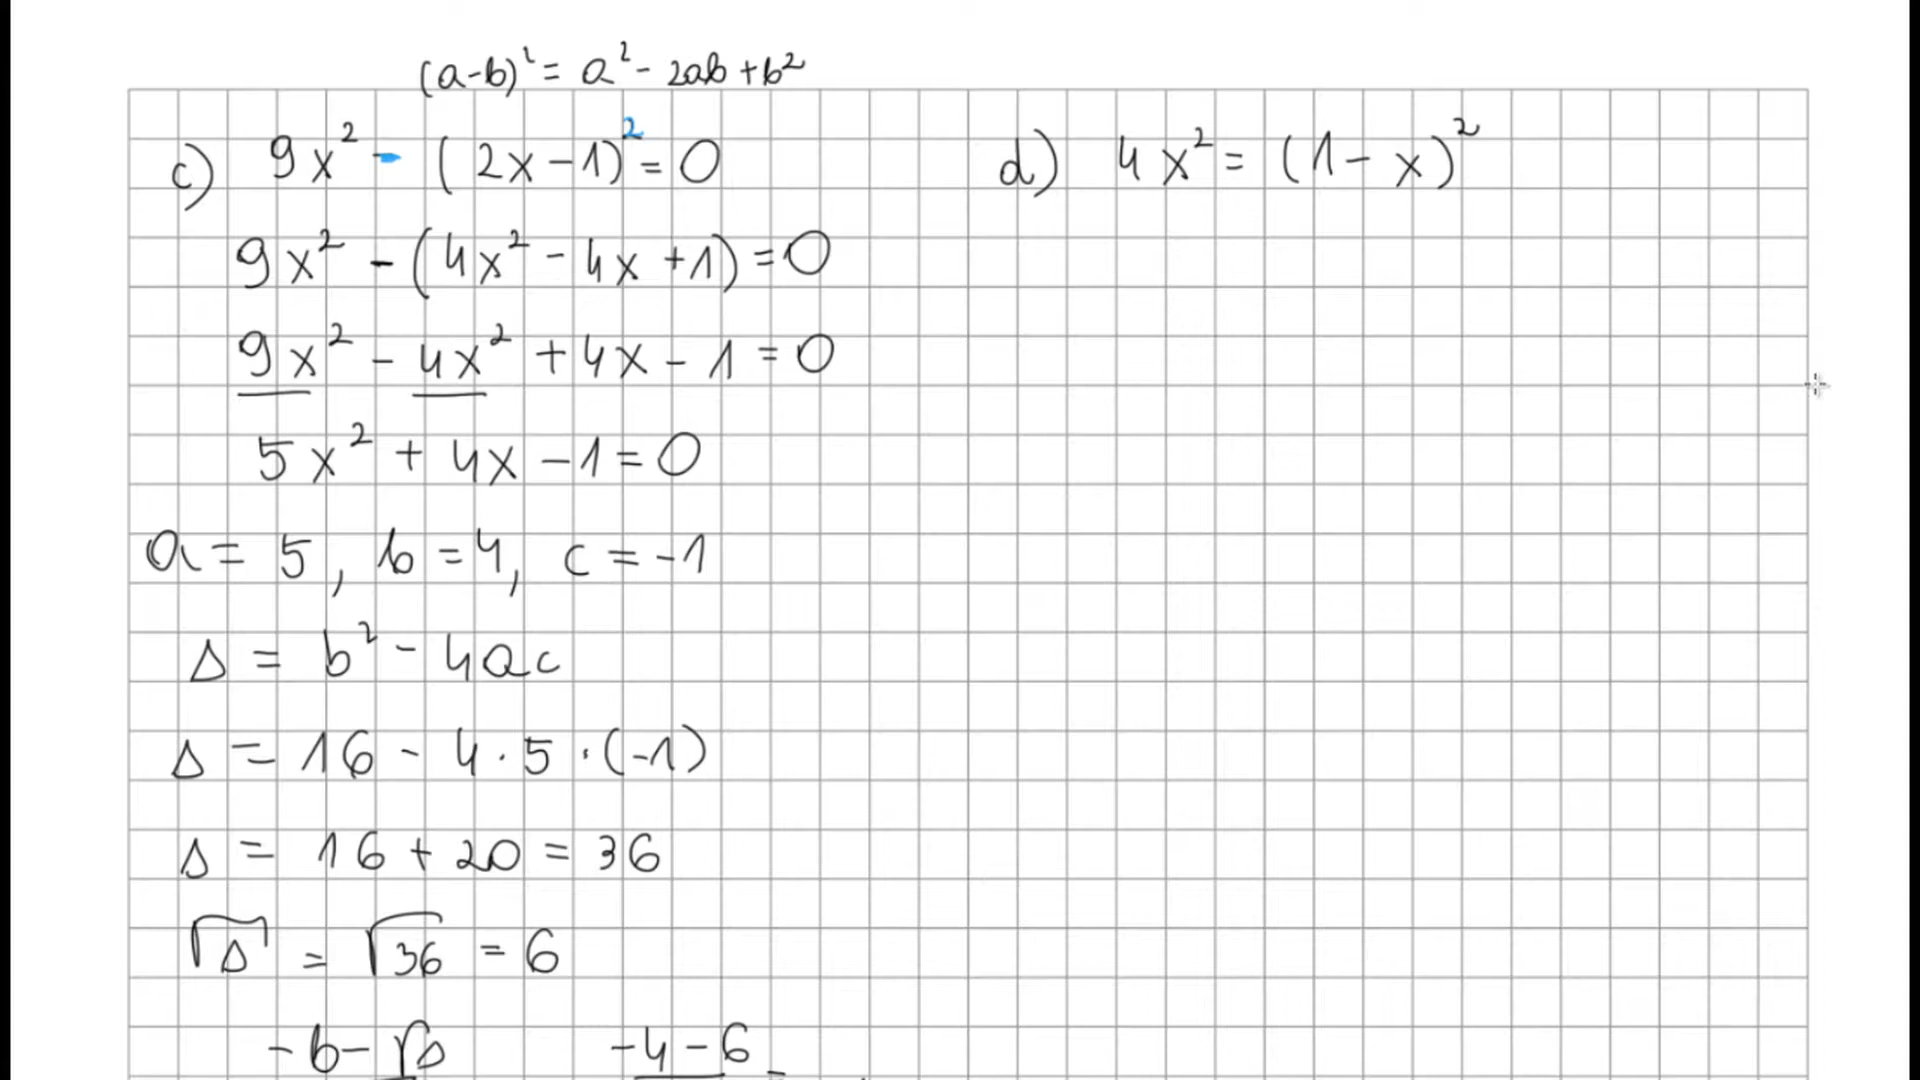 (a-b)² = a² - 2ab + b²
c) 9x² - (2x - 1)² = 0
9x² - (4x² - 4x + 1) = 0
9x² - 4x² + 4x - 1 = 0
5x² + 4x - 1 = 0
a = 5, b = 4, c = -1
Δ = b² - 4ac
Δ = 16 - 4 · 5 · (-1)
Δ = 16 + 20 = 36
√Δ = √36 = 6
-b-√Δ -4-6 =
d) 4x² = (1 - x)²